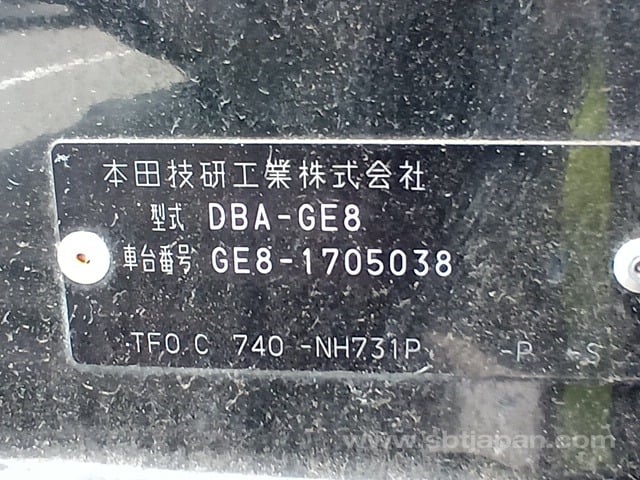 本田技研工業株式会社
型式 DBA-GE8
車台番号 GE8-1705038
TFO C 740 -NH731P -P -S
www.sbtjapan.com